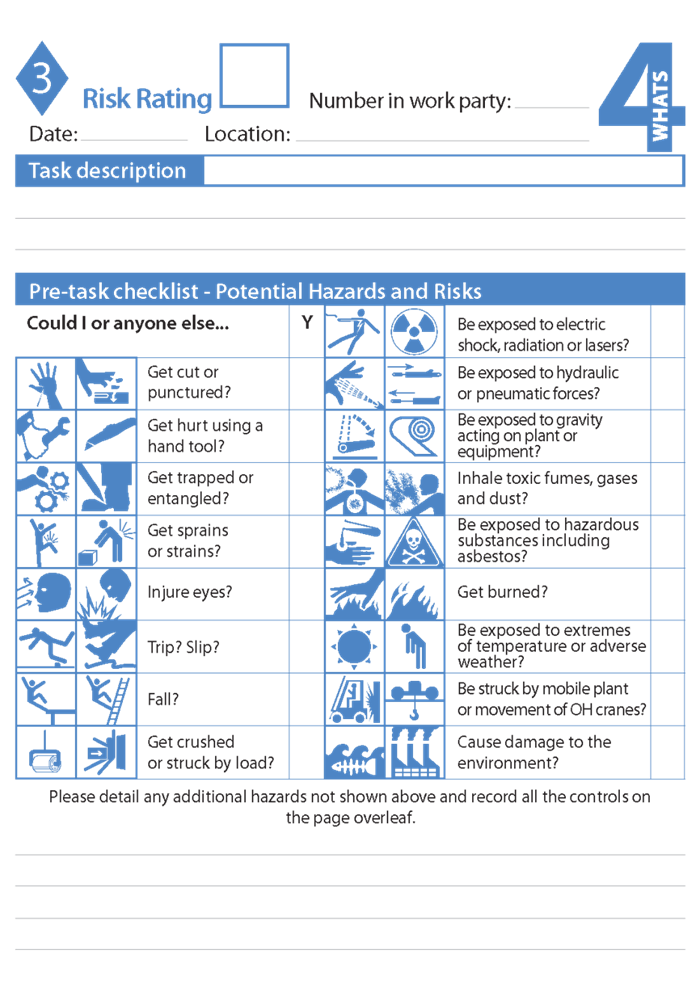 3
Risk Rating
Number in work party:
4
WHATS
Date:
Location:
Task description
Pre-task checklist - Potential Hazards and Risks
Could I or anyone else...
Y
Get cut or
punctured?
Get hurt using a
hand tool?
Get trapped or
entangled?
Get sprains
or strains?
Injure eyes?
Trip? Slip?
Fall?
Get crushed
or struck by load?
Be exposed to electric
shock, radiation or lasers?
Be exposed to hydraulic
or pneumatic forces?
Be exposed to gravity
acting on plant or
equipment?
Inhale toxic fumes, gases
and dust?
Be exposed to hazardous
substances including
asbestos?
Get burned?
Be exposed to extremes
of temperature or adverse
weather?
Be struck by mobile plant
or movement of OH cranes?
Cause damage to the
environment?
Please detail any additional hazards not shown above and record all the controls on
the page overleaf.